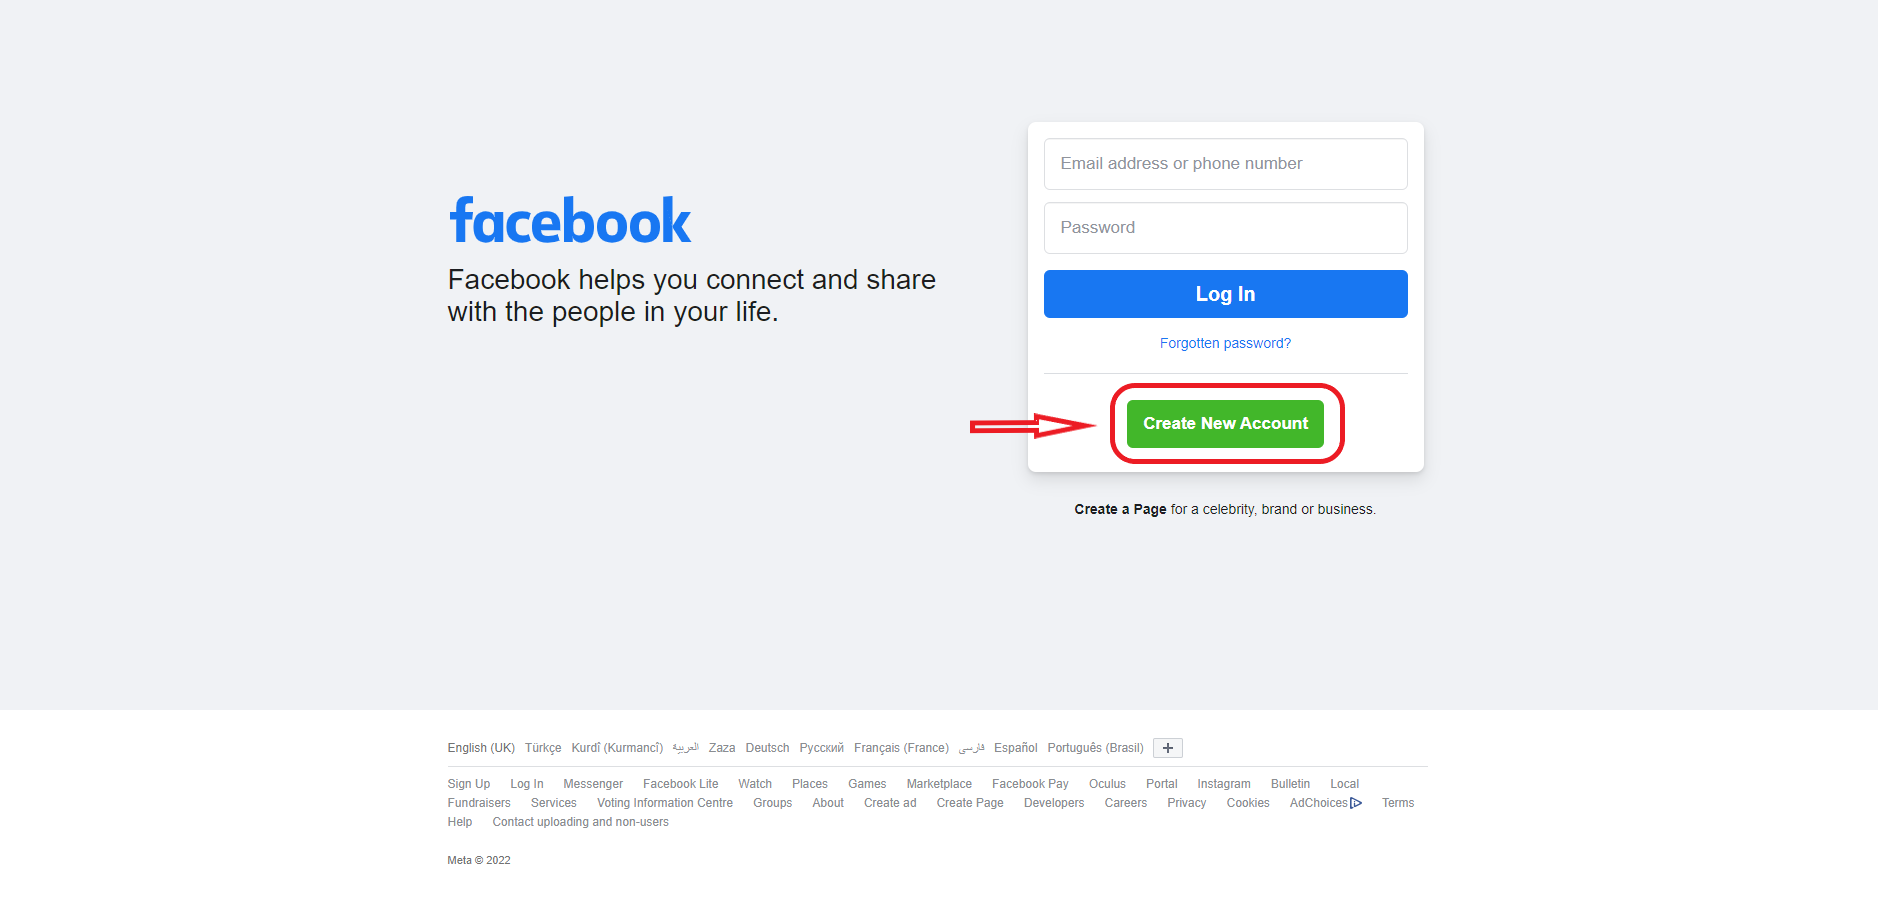 facebook
Facebook helps you connect and share
with the people in your life.
Email address or phone number
Password
Log In
Forgotten password?
Create New Account
Create a Page for a celebrity, brand or business.
English (UK) Türkçe Kurdî (Kurmancî) العربية Zaza Deutsch Русский Français (France) فارسی Español Português (Brasil) +
Sign Up Log In Messenger Facebook Lite Watch Places Games Marketplace Facebook Pay Oculus Portal Instagram Bulletin Local
Fundraisers Services Voting Information Centre Groups About Create ad Create Page Developers Careers Privacy Cookies AdChoices Terms
Help Contact uploading and non-users
Meta © 2022